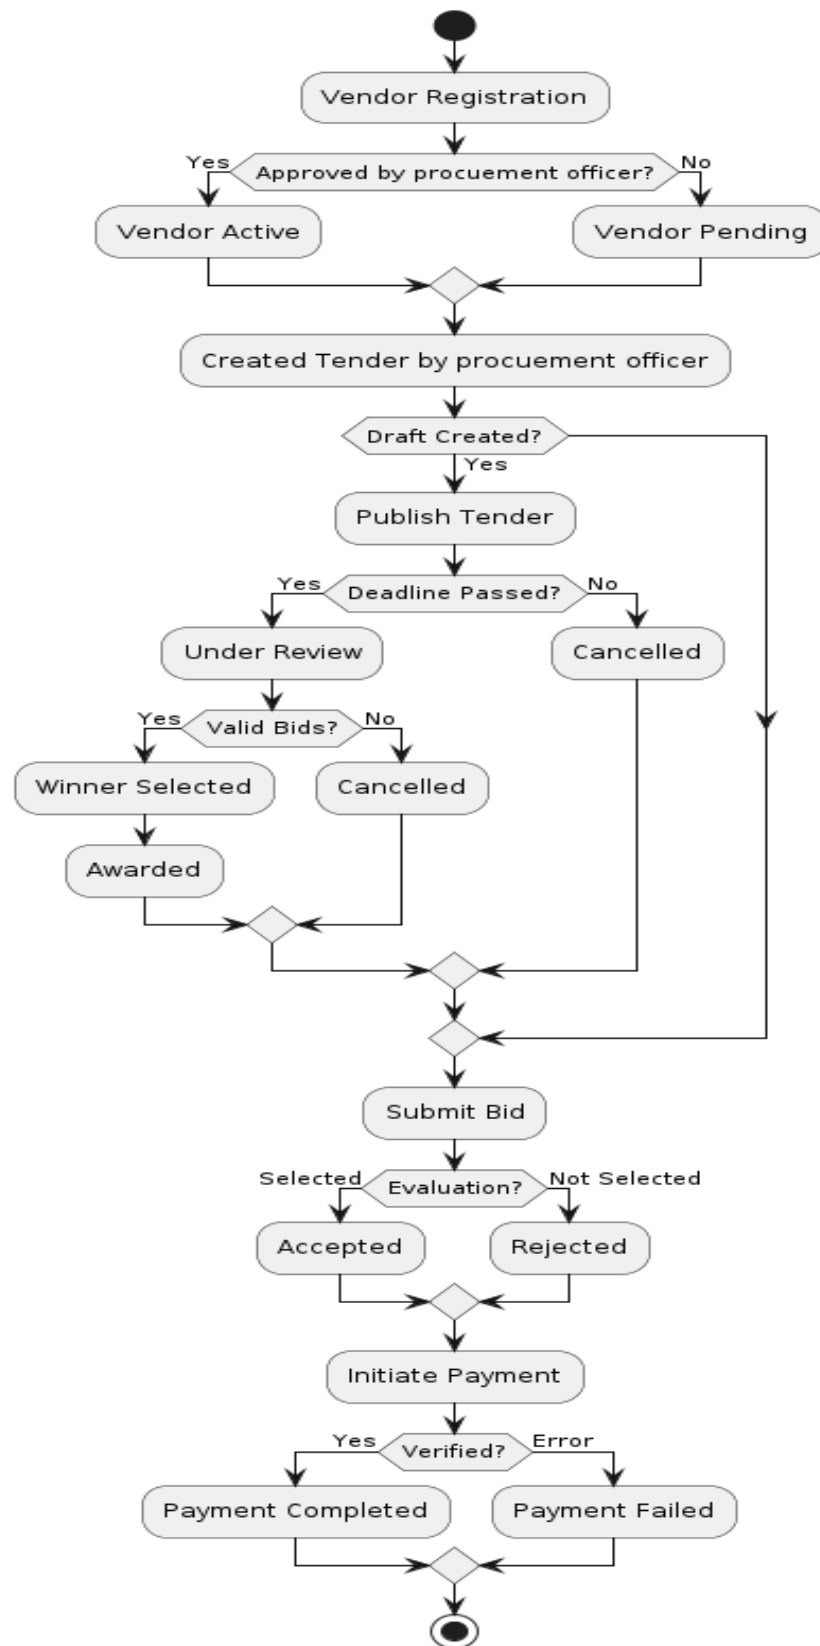 Vendor Registration
Yes
Approved by procuement officer?
No
Vendor Active
Vendor Pending
Created Tender by procuement officer
Draft Created?
Yes
Publish Tender
Yes
Deadline Passed?
No
Under Review
Cancelled
Yes
Valid Bids?
No
Winner Selected
Cancelled
Awarded
Submit Bid
Selected
Evaluation?
Not Selected
Accepted
Rejected
Initiate Payment
Yes
Verified?
Error
Payment Completed
Payment Failed